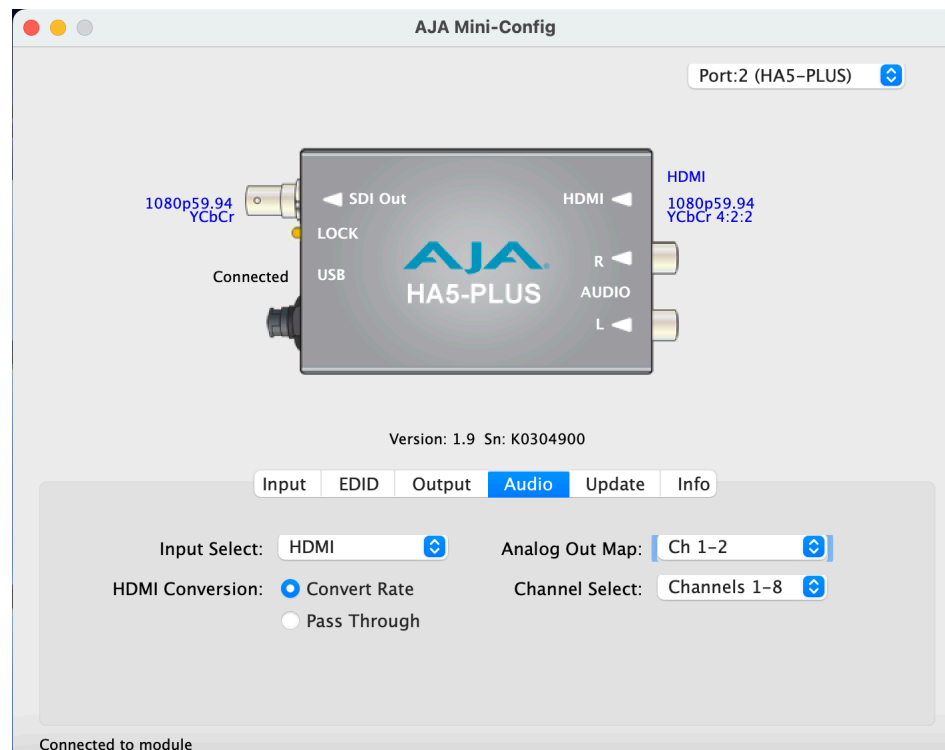 AJA Mini-Config
Port:2 (HA5-PLUS)
HDMI
1080p59.94
YCbCr
SDI Out
HDMI
1080p59.94
YCbCr 4:2:2
LOCK
Connected
USB
AJA
HA5-PLUS
R
AUDIO
L
Version: 1.9 Sn: K0304900
Input EDID Output Audio Update Info
Input Select: HDMI
Analog Out Map: Ch 1-2
HDMI Conversion: Convert Rate
Channel Select: Channels 1-8
Pass Through
Connected to module